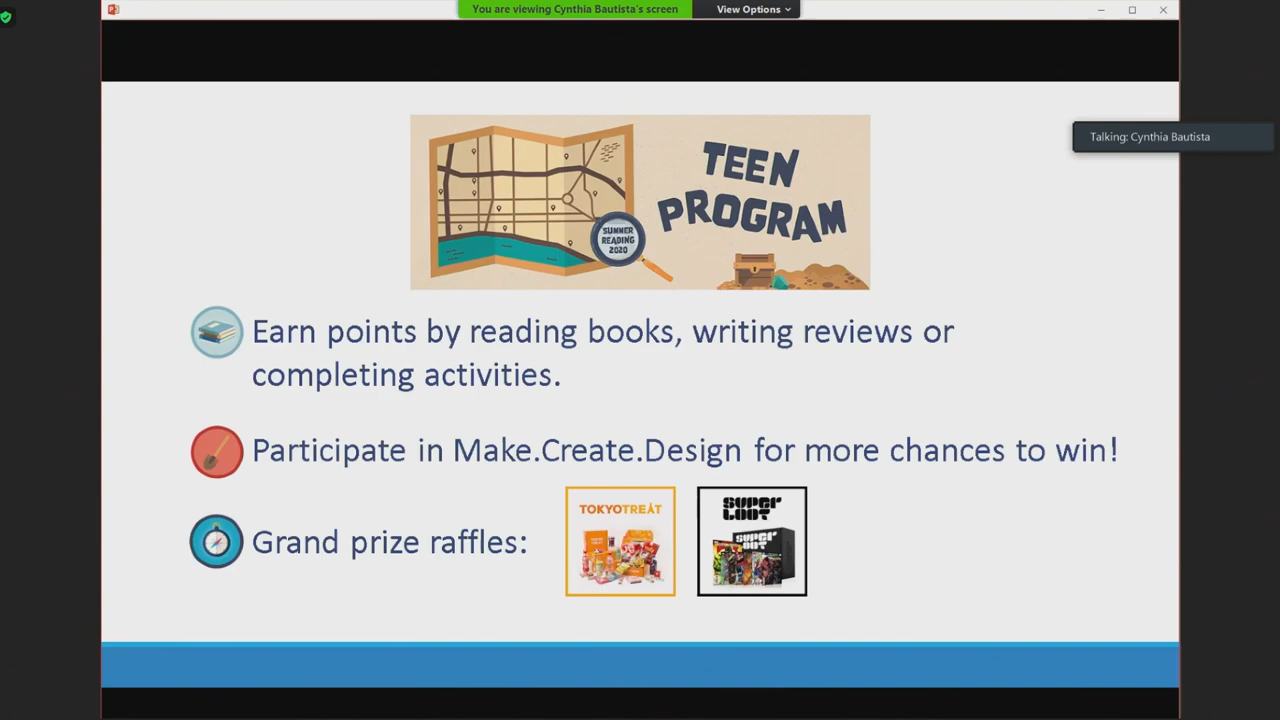 You are viewing Cynthia Bautista's screen
View Options
Talking: Cynthia Bautista
TEEN
PROGRAM
SUMMER
READING
2020
Earn points by reading books, writing reviews or
completing activities.
Participate in Make.Create.Design for more chances to win!
Grand prize raffles:
TOKYOTREAT
SUPER
LOOT
SUPER
LOOT